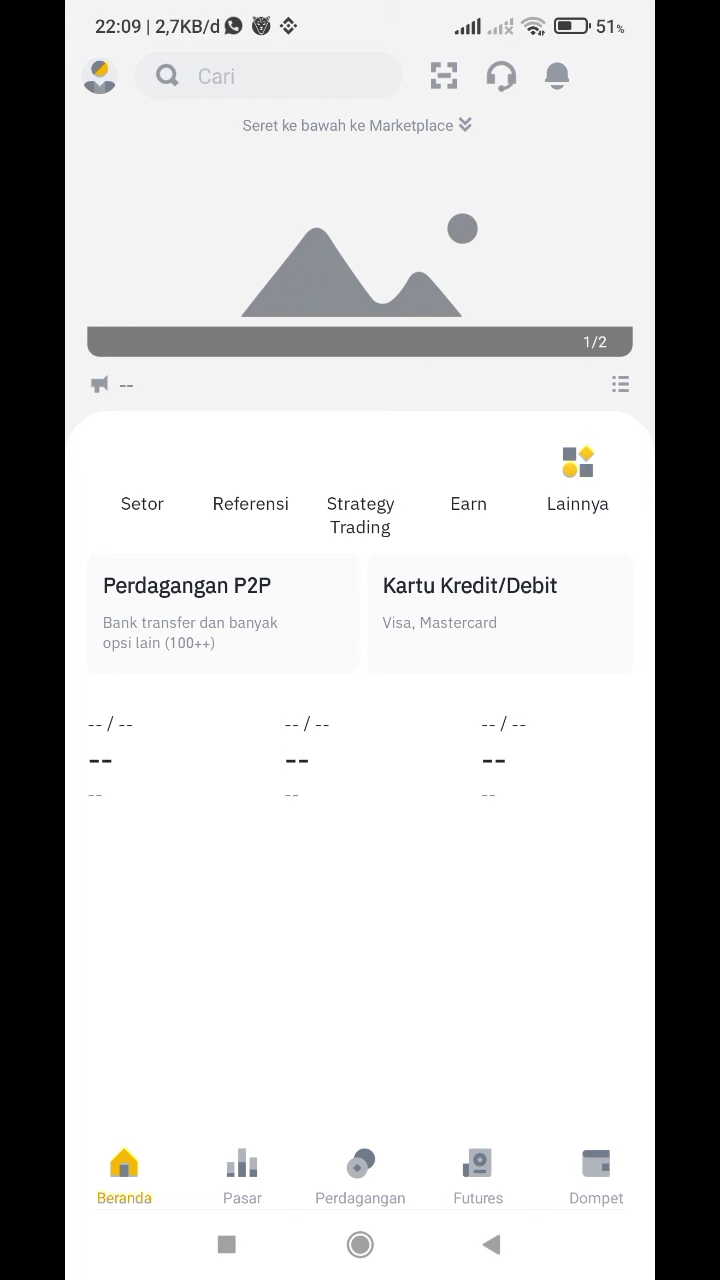 22:09 | 2,7KB/d 51%
Cari
Seret ke bawah ke Marketplace
1/2
--
Setor Referensi Strategy Trading Earn Lainnya
Perdagangan P2P
Bank transfer dan banyak
opsi lain (100++)
Kartu Kredit/Debit
Visa, Mastercard
-- / -- -- / -- -- / --
-- -- --
-- -- --
Beranda Pasar Perdagangan Futures Dompet